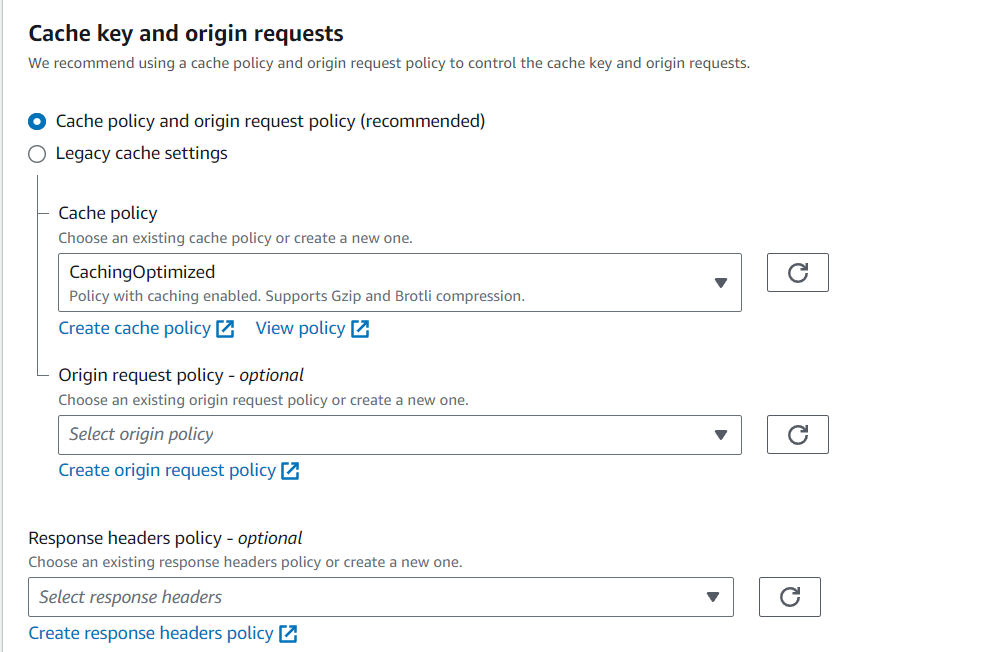 Cache key and origin requests
We recommend using a cache policy and origin request policy to control the cache key and origin requests.
Cache policy and origin request policy (recommended)
Legacy cache settings
Cache policy
Choose an existing cache policy or create a new one.
CachingOptimized
Policy with caching enabled. Supports Gzip and Brotli compression.
Create cache policy View policy
Origin request policy - optional
Choose an existing origin request policy or create a new one.
Select origin policy
Create origin request policy
Response headers policy - optional
Choose an existing response headers policy or create a new one.
Select response headers
Create response headers policy